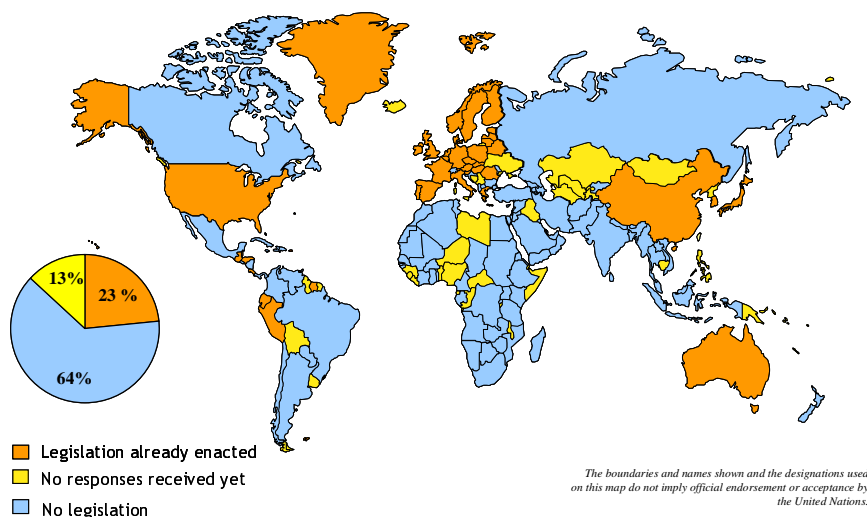 13%
23 %
64%
Legislation already enacted
No responses received yet
No legislation
The boundaries and names shown and the designations used
on this map do not imply official endorsement or acceptance by
the United Nations.